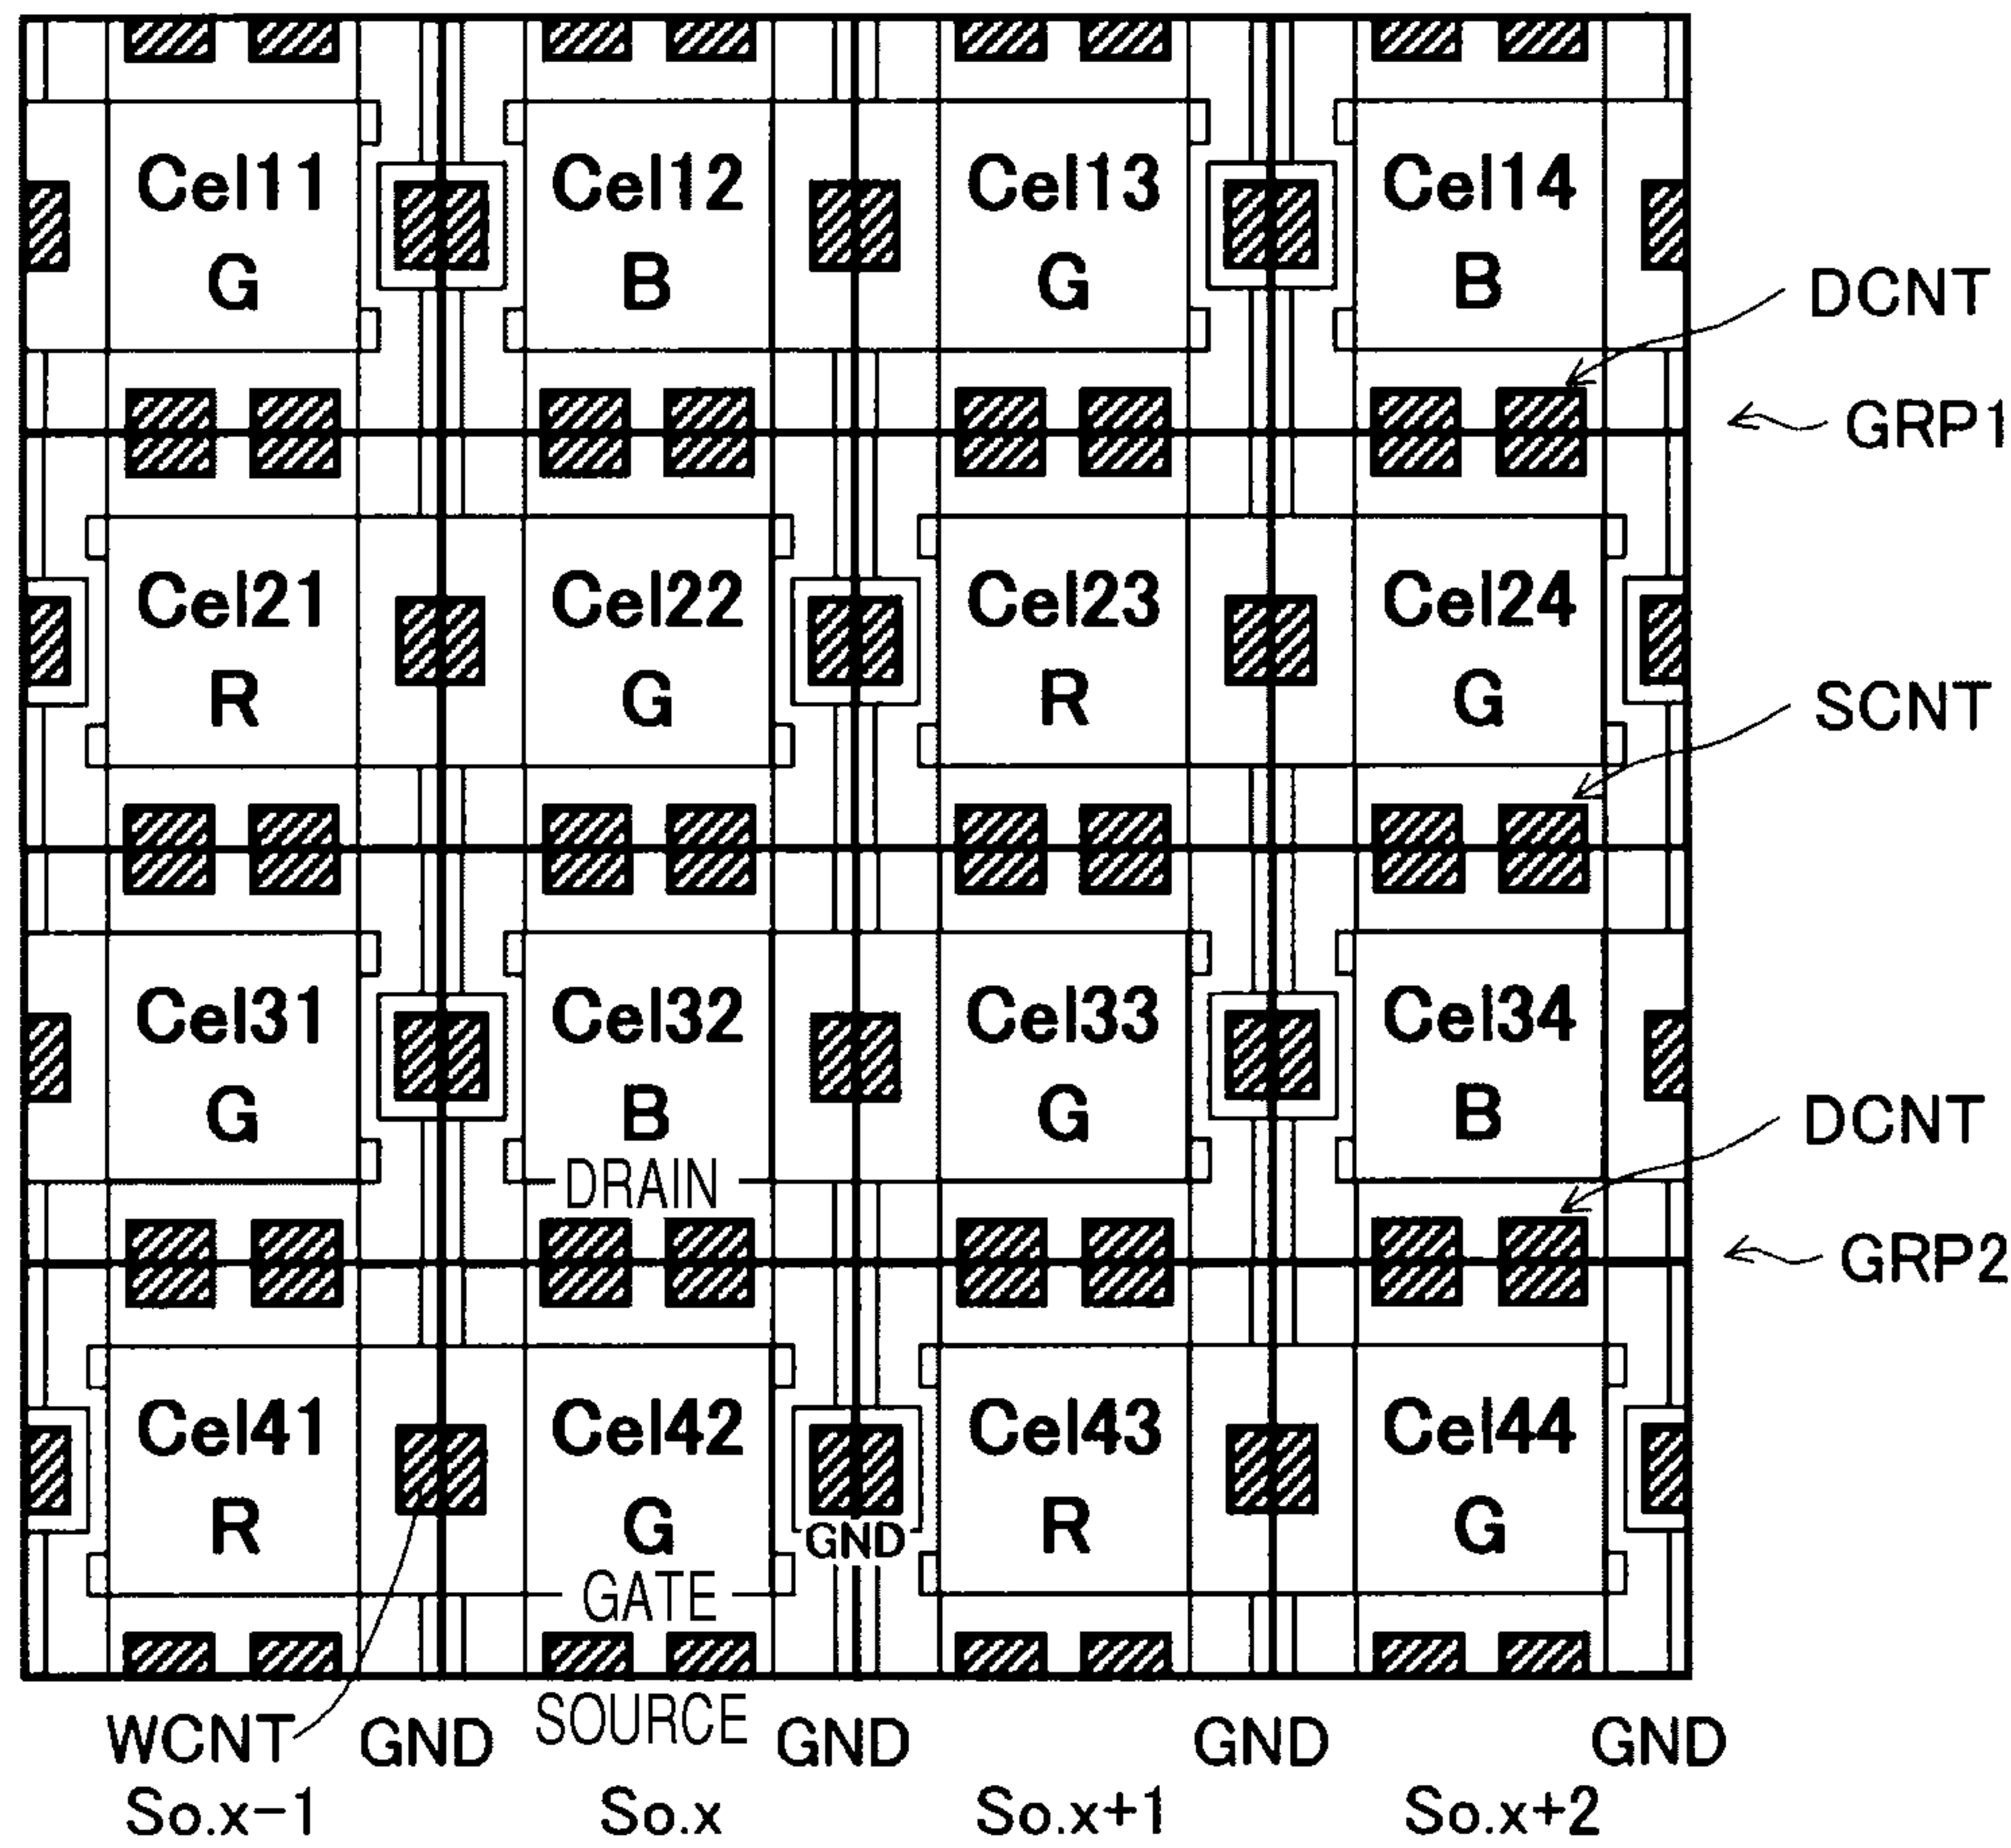 Cel11 Cel12 Cel13 Cel14
G B G B
DCNT
GRP1
Cel21 Cel22 Cel23 Cel24
R G R G
SCNT
Cel31 Cel32 Cel33 Cel34
G B G B
DCNT
DRAIN
GRP2
Cel41 Cel42 Cel43 Cel44
R G R G
GND
GATE
WCNT GND SOURCE GND GND GND
So.x-1 So.x So.x+1 So.x+2